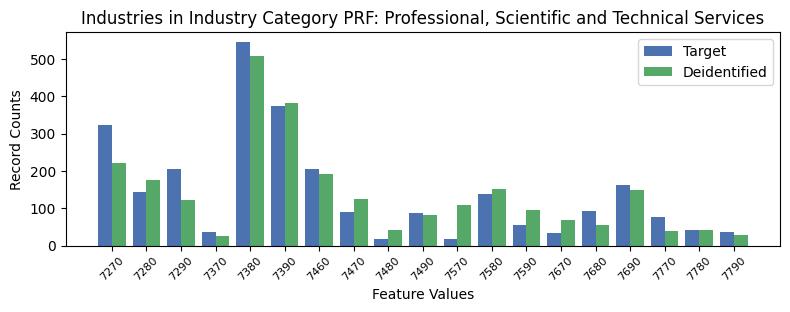 Industries in Industry Category PRF: Professional, Scientific and Technical Services
Target
Deidentified
Record Counts
500
400
300
200
100
0
7270 7280 7290 7370 7380 7390 7460 7470 7480 7490 7570 7580 7590 7670 7680 7690 7770 7780 7790
Feature Values